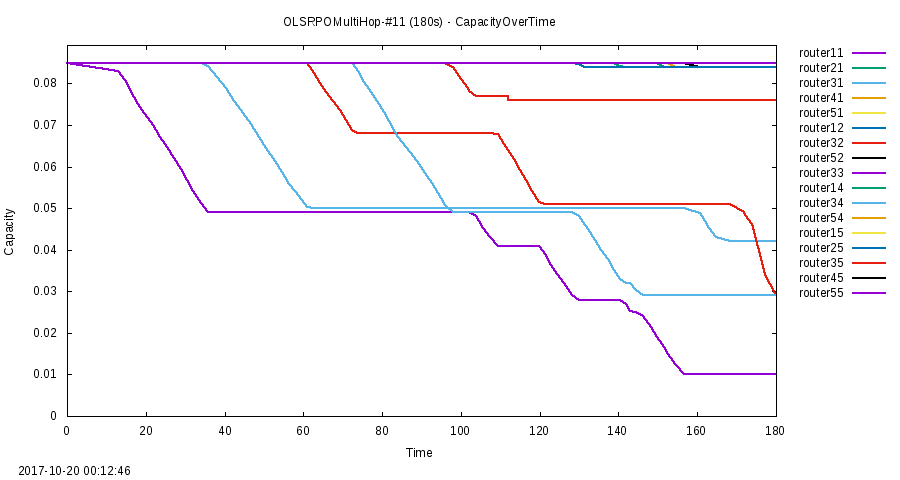 OLSRPOMultiHop-#11 (180s) - CapacityOverTime
Capacity
0.08
0.07
0.06
0.05
0.04
0.03
0.02
0.01
0
0 20 40 60 80 100 120 140 160 180
Time
router11
router21
router31
router41
router51
router12
router32
router52
router33
router14
router34
router54
router15
router25
router35
router45
router55
2017-10-20 00:12:46